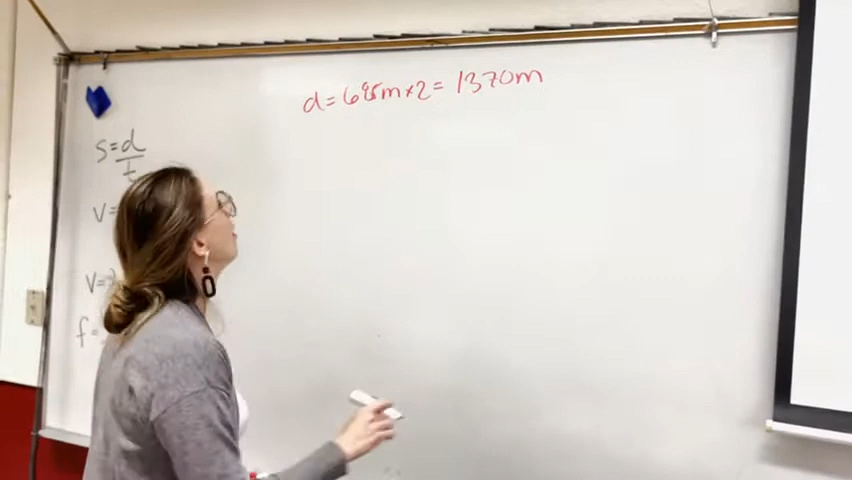 d = 685m × 2 = 1370m
s = d/t
v =
v = λ
f =